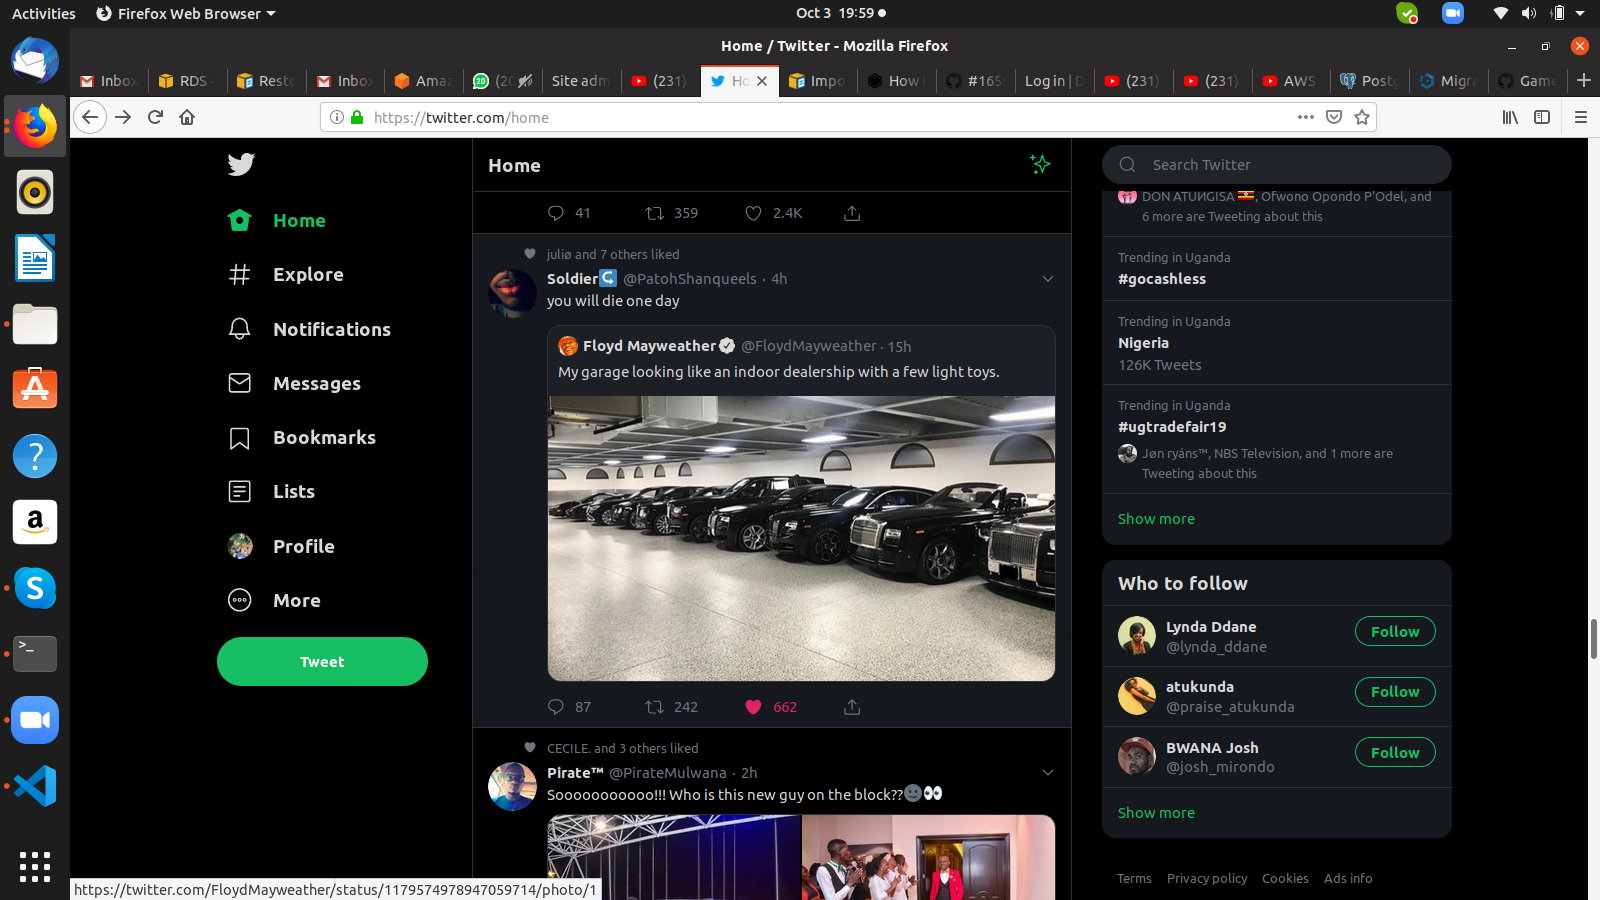 Activities
Firefox Web Browser
Oct 3 19:59
Home / Twitter - Mozilla Firefox
Inbox
RDS
Resto
Inbox
Amaz
(20
Site adm
(231)
Ho
Impo
How
#165
Log in | D
(231)
(231)
AWS
Postg
Migra
Game
https://twitter.com/home
Home
Explore
Notifications
Messages
Bookmarks
Lists
Profile
More
Tweet
Home
41
359
2.4K
juliø and 7 others liked
Soldier @PatohShanqueels · 4h
you will die one day
Floyd Mayweather @FloydMayweather · 15h
My garage looking like an indoor dealership with a few light toys.
87
242
662
CECILE. and 3 others liked
Pirate™ @PirateMulwana · 2h
Sooooooooooo!!! Who is this new guy on the block??
Search Twitter
DON ATUИGISA 🇺🇬, Ofwono Opondo P'Odel, and
6 more are Tweeting about this
Trending in Uganda
#gocashless
Trending in Uganda
Nigeria
126K Tweets
Trending in Uganda
#ugtradefair19
Jøn ryáns™, NBS Television, and 1 more are
Tweeting about this
Show more
Who to follow
Lynda Ddane
@lynda_ddane
Follow
atukunda
@praise_atukunda
Follow
BWANA Josh
@josh_mirondo
Follow
Show more
Terms
Privacy policy
Cookies
Ads info
https://twitter.com/FloydMayweather/status/1179574978947059714/photo/1